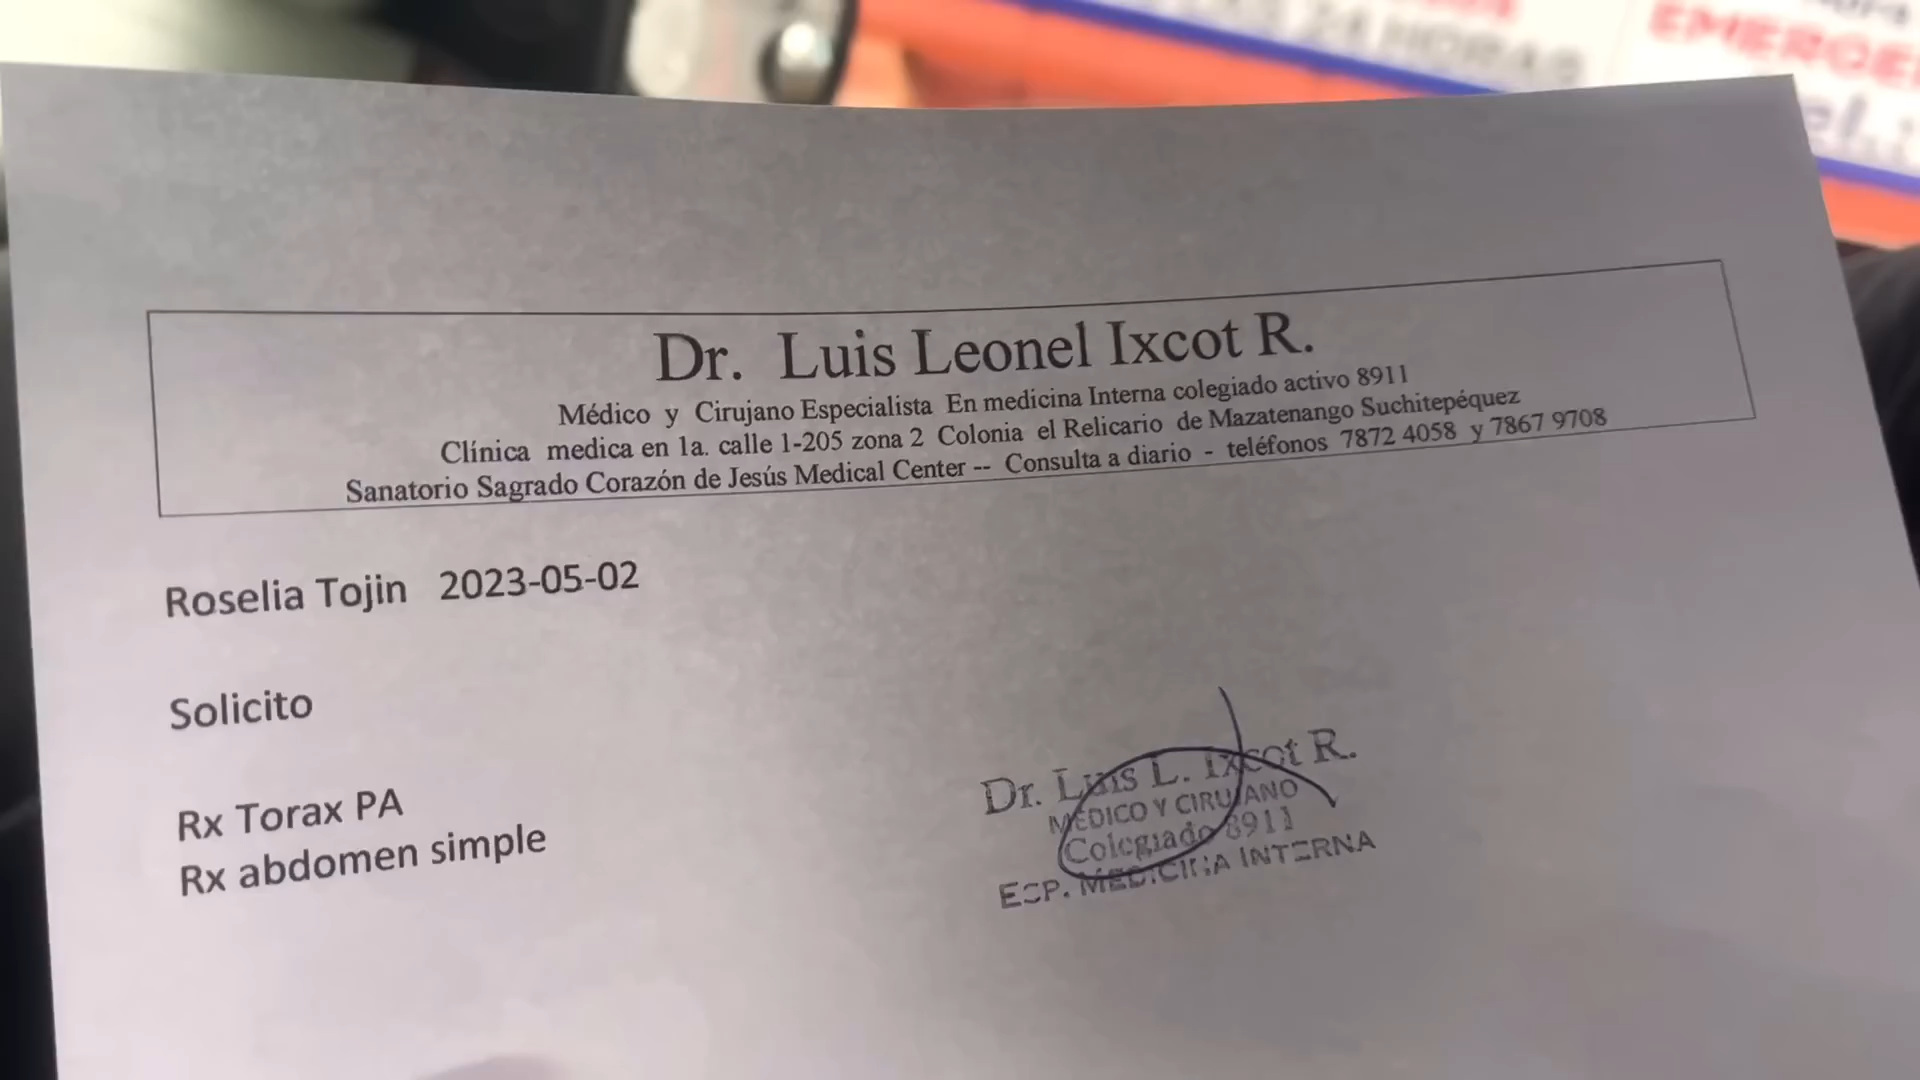 24 HORAS
EMERGE
Dr. Luis Leonel Ixcot R.
Médico y Cirujano Especialista En medicina Interna colegiado activo 8911
Clínica medica en 1a. calle 1-205 zona 2 Colonia el Relicario de Mazatenango Suchitepéquez
Sanatorio Sagrado Corazón de Jesús Medical Center -- Consulta a diario - teléfonos 7872 4058 y 7867 9708
Roselia Tojin 2023-05-02
Solicito
Rx Torax PA
Rx abdomen simple
Dr. Luis L. Ixcot R.
MEDICO Y CIRUJANO
Colegiado 8911
ESP. MEDICINA INTERNA